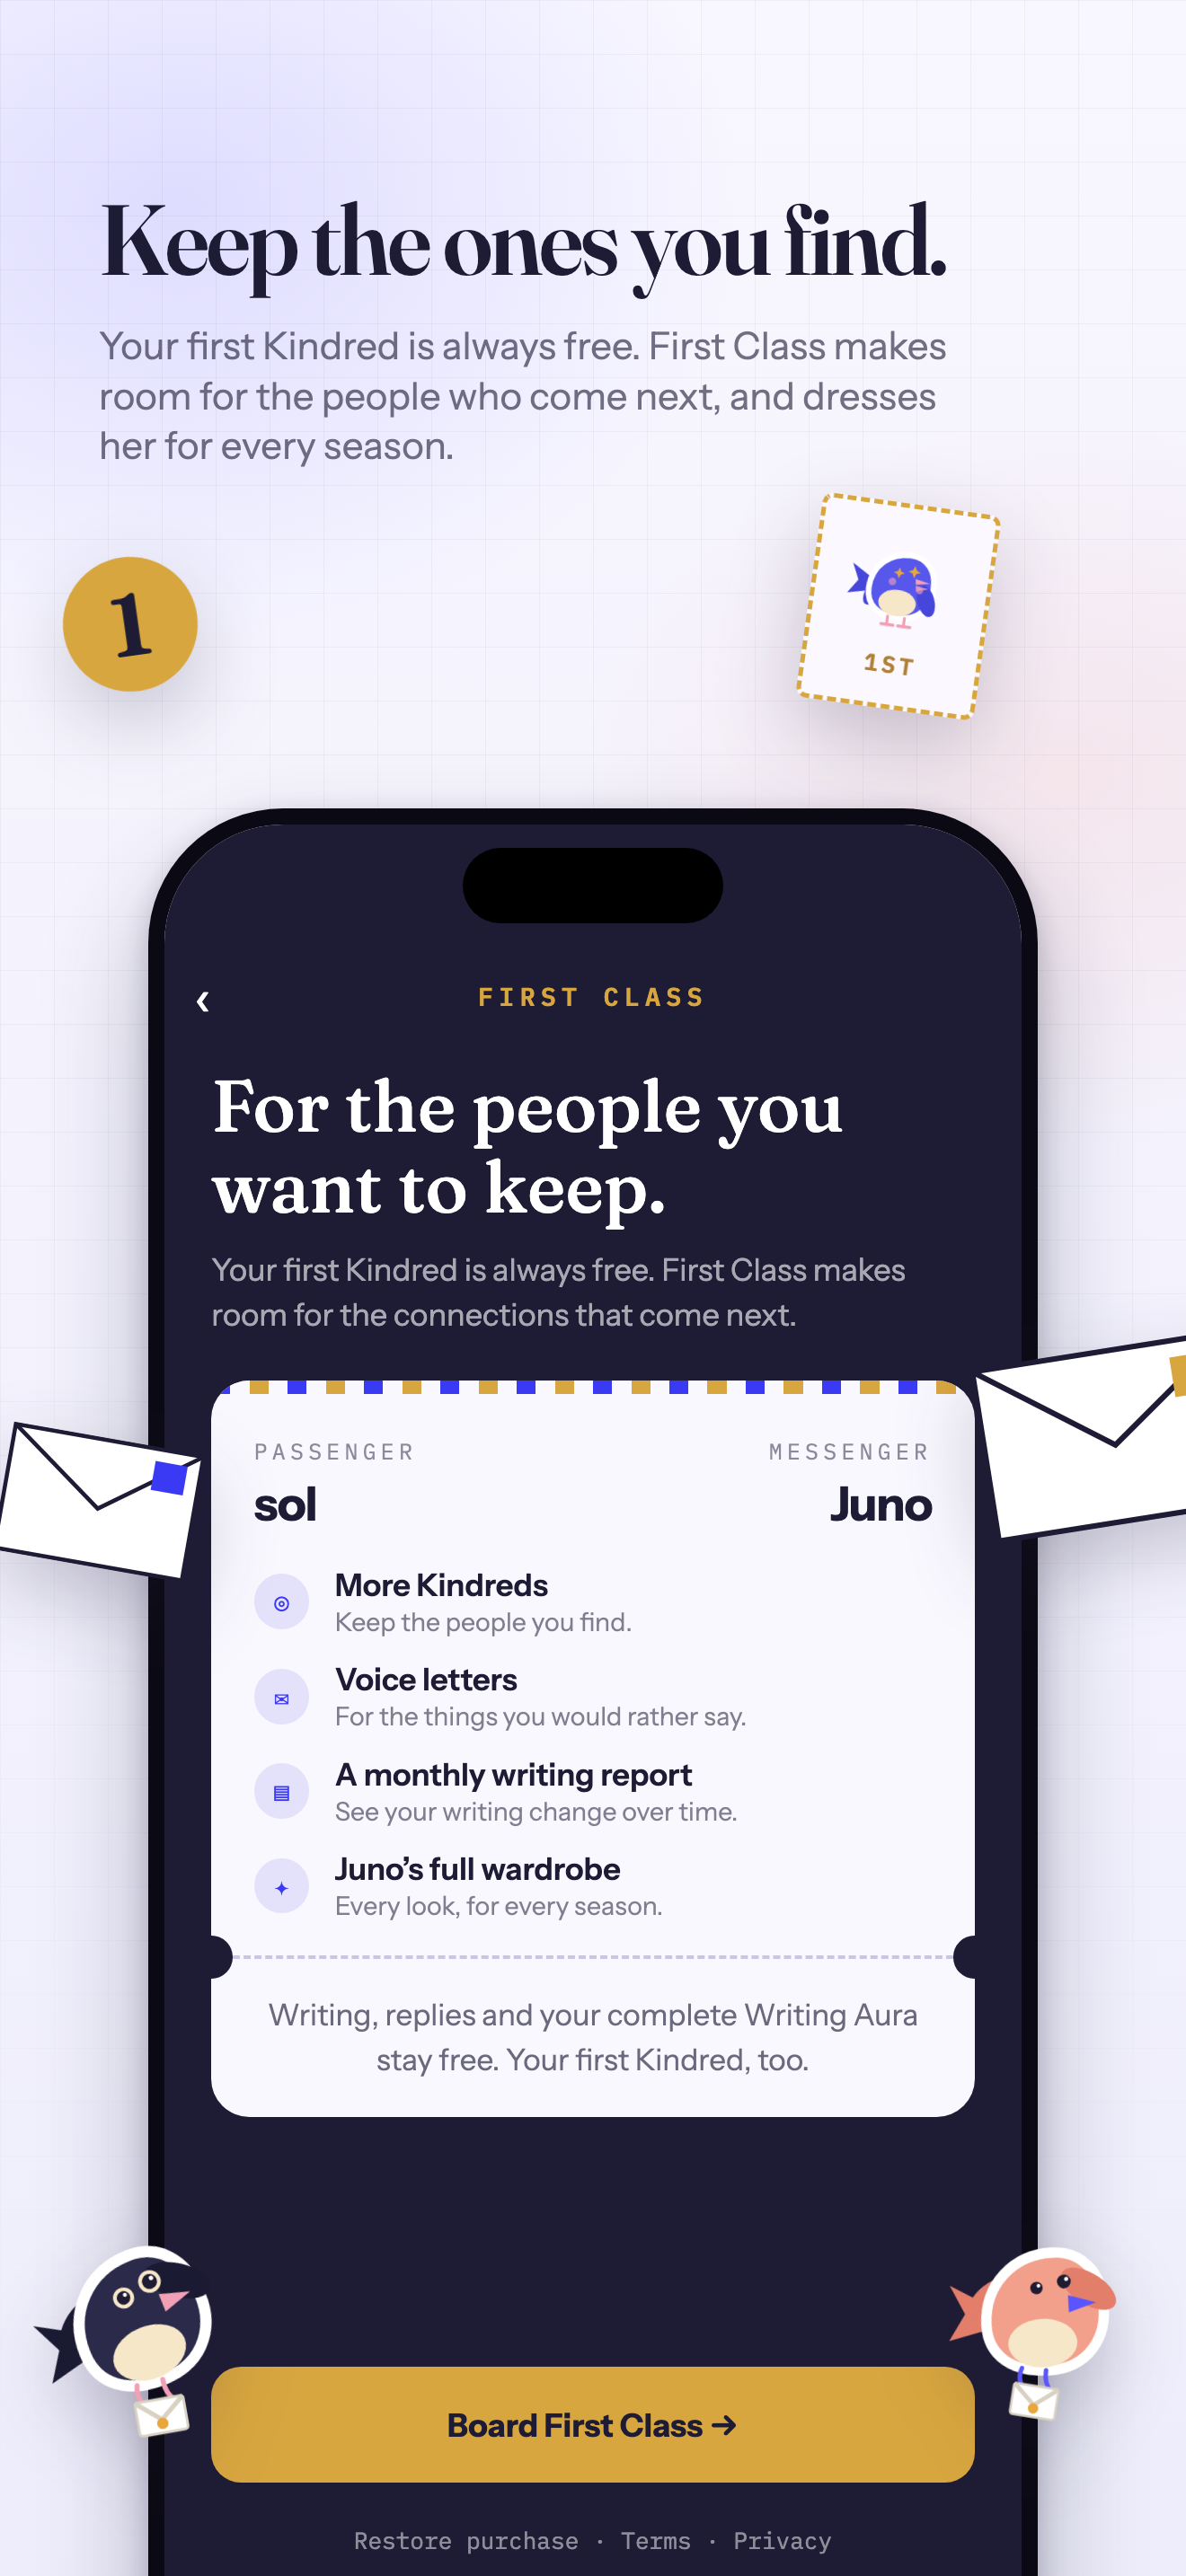 Keep the ones you find.
Your first Kindred is always free. First Class makes
room for the people who come next, and dresses
her for every season.
1
1ST
FIRST CLASS
For the people you
want to keep.
Your first Kindred is always free. First Class makes
room for the connections that come next.
PASSENGER
MESSENGER
sol
Juno
More Kindreds
Keep the people you find.
Voice letters
For the things you would rather say.
A monthly writing report
See your writing change over time.
Juno’s full wardrobe
Every look, for every season.
Writing, replies and your complete Writing Aura
stay free. Your first Kindred, too.
Board First Class →
Restore purchase · Terms · Privacy